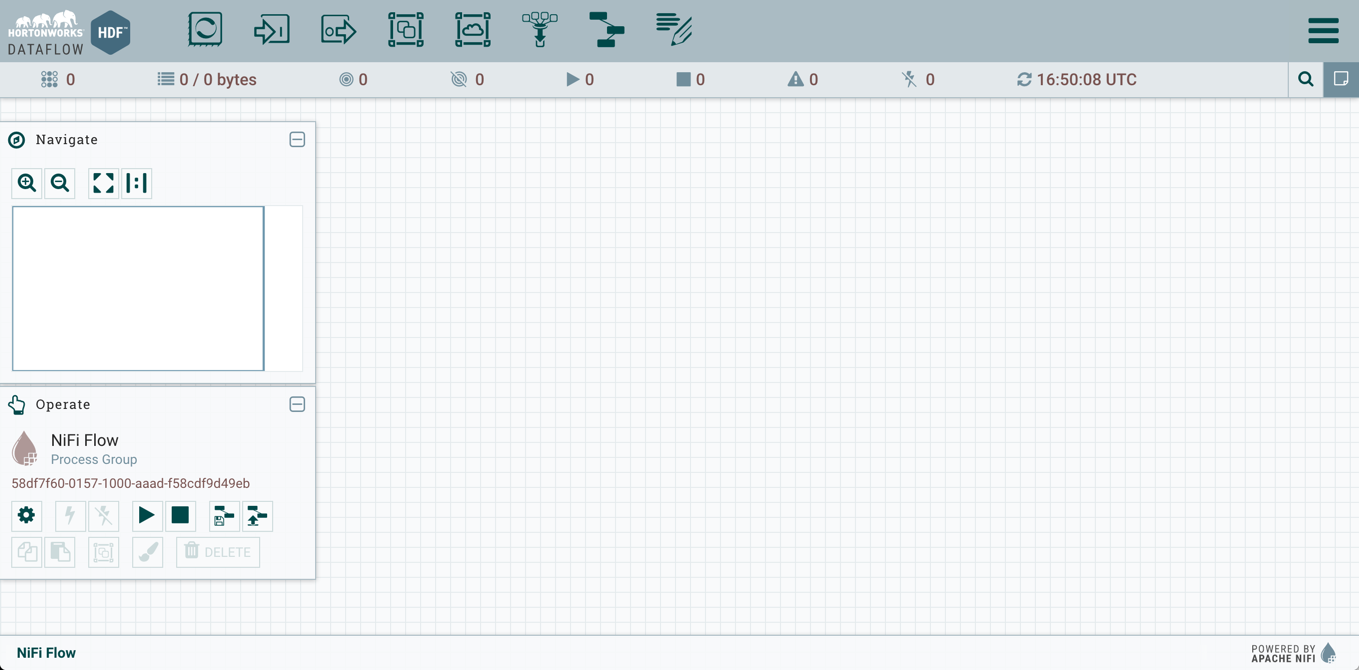 HORTONWORKS
DATAFLOW
HDF™
0
0 / 0 bytes
0
0
0
0
0
0
16:50:08 UTC
Navigate
Operate
NiFi Flow
Process Group
58df7f60-0157-1000-aaad-f58cdf9d49eb
DELETE
NiFi Flow
POWERED BY
APACHE NIFI